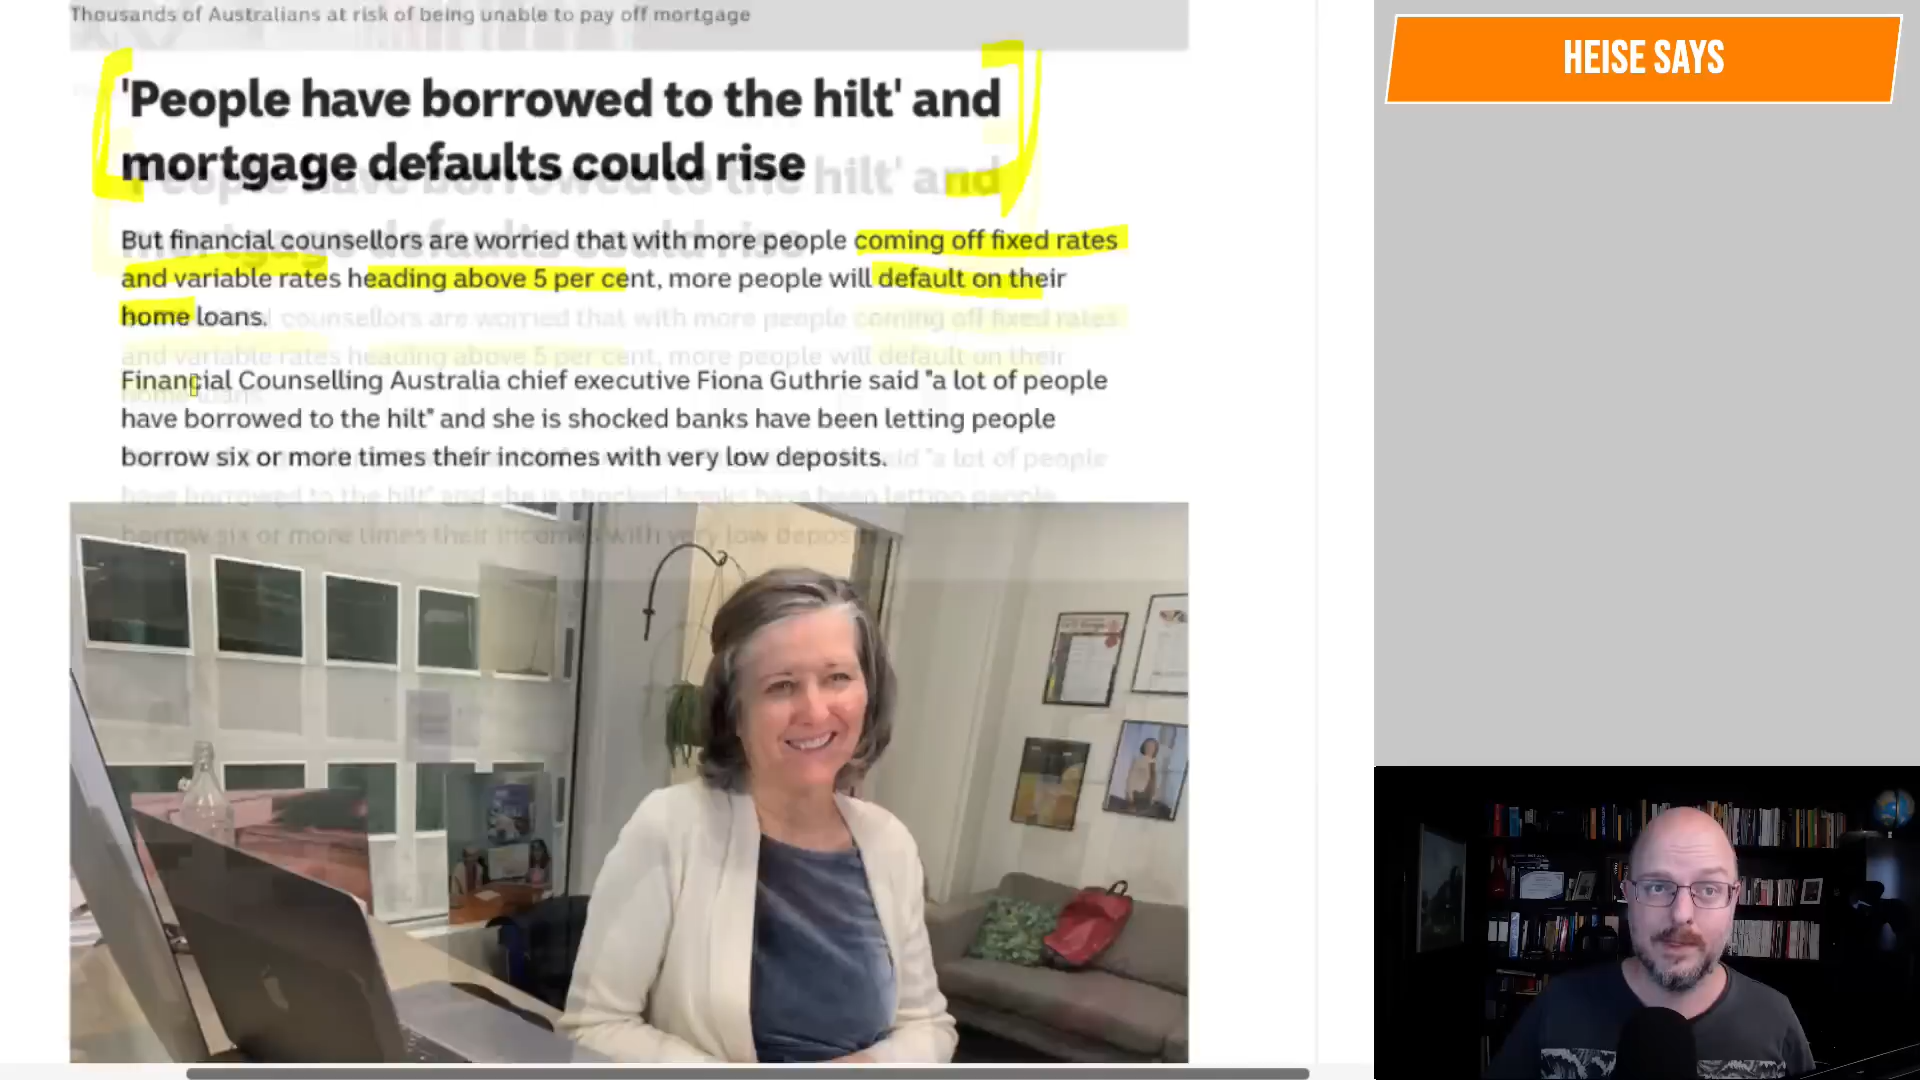 Thousands of Australians at risk of being unable to pay off mortgage
HEISE SAYS
'People have borrowed to the hilt' and
mortgage defaults could rise
But financial counsellors are worried that with more people coming off fixed rates
and variable rates heading above 5 per cent, more people will default on their
home loans.
Financial Counselling Australia chief executive Fiona Guthrie said "a lot of people
have borrowed to the hilt" and she is shocked banks have been letting people
borrow six or more times their incomes with very low deposits.